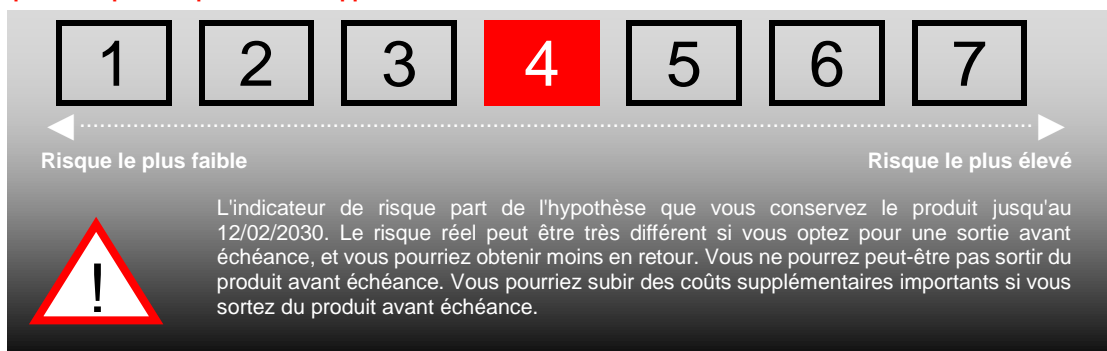 1 2 3 4 5 6 7
Risque le plus faible Risque le plus élevé
L'indicateur de risque part de l'hypothèse que vous conservez le produit jusqu'au
12/02/2030. Le risque réel peut être très différent si vous optez pour une sortie avant
échéance, et vous pourriez obtenir moins en retour. Vous ne pourrez peut-être pas sortir du
produit avant échéance. Vous pourriez subir des coûts supplémentaires importants si vous
sortez du produit avant échéance.
!